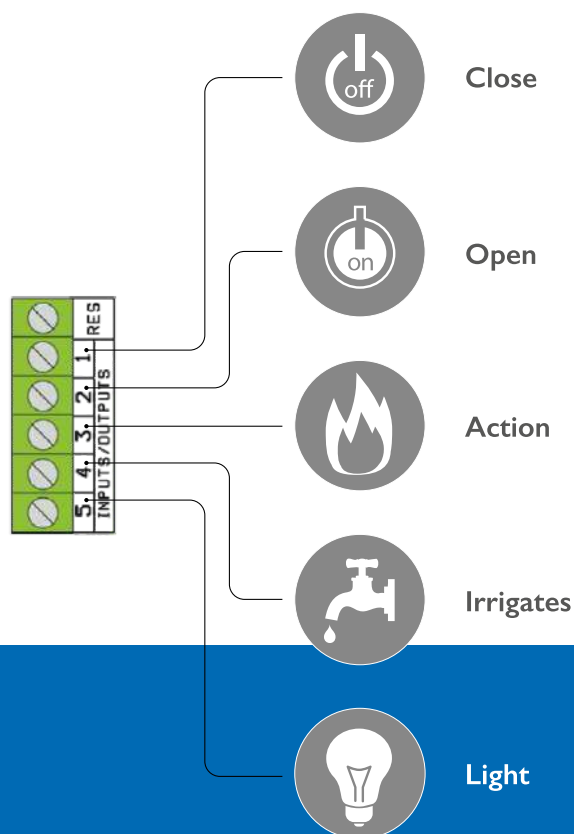 off
Close
on
Open
RES
1
2
3
4
5
INPUTS/OUTPUTS
Action
Irrigates
Light